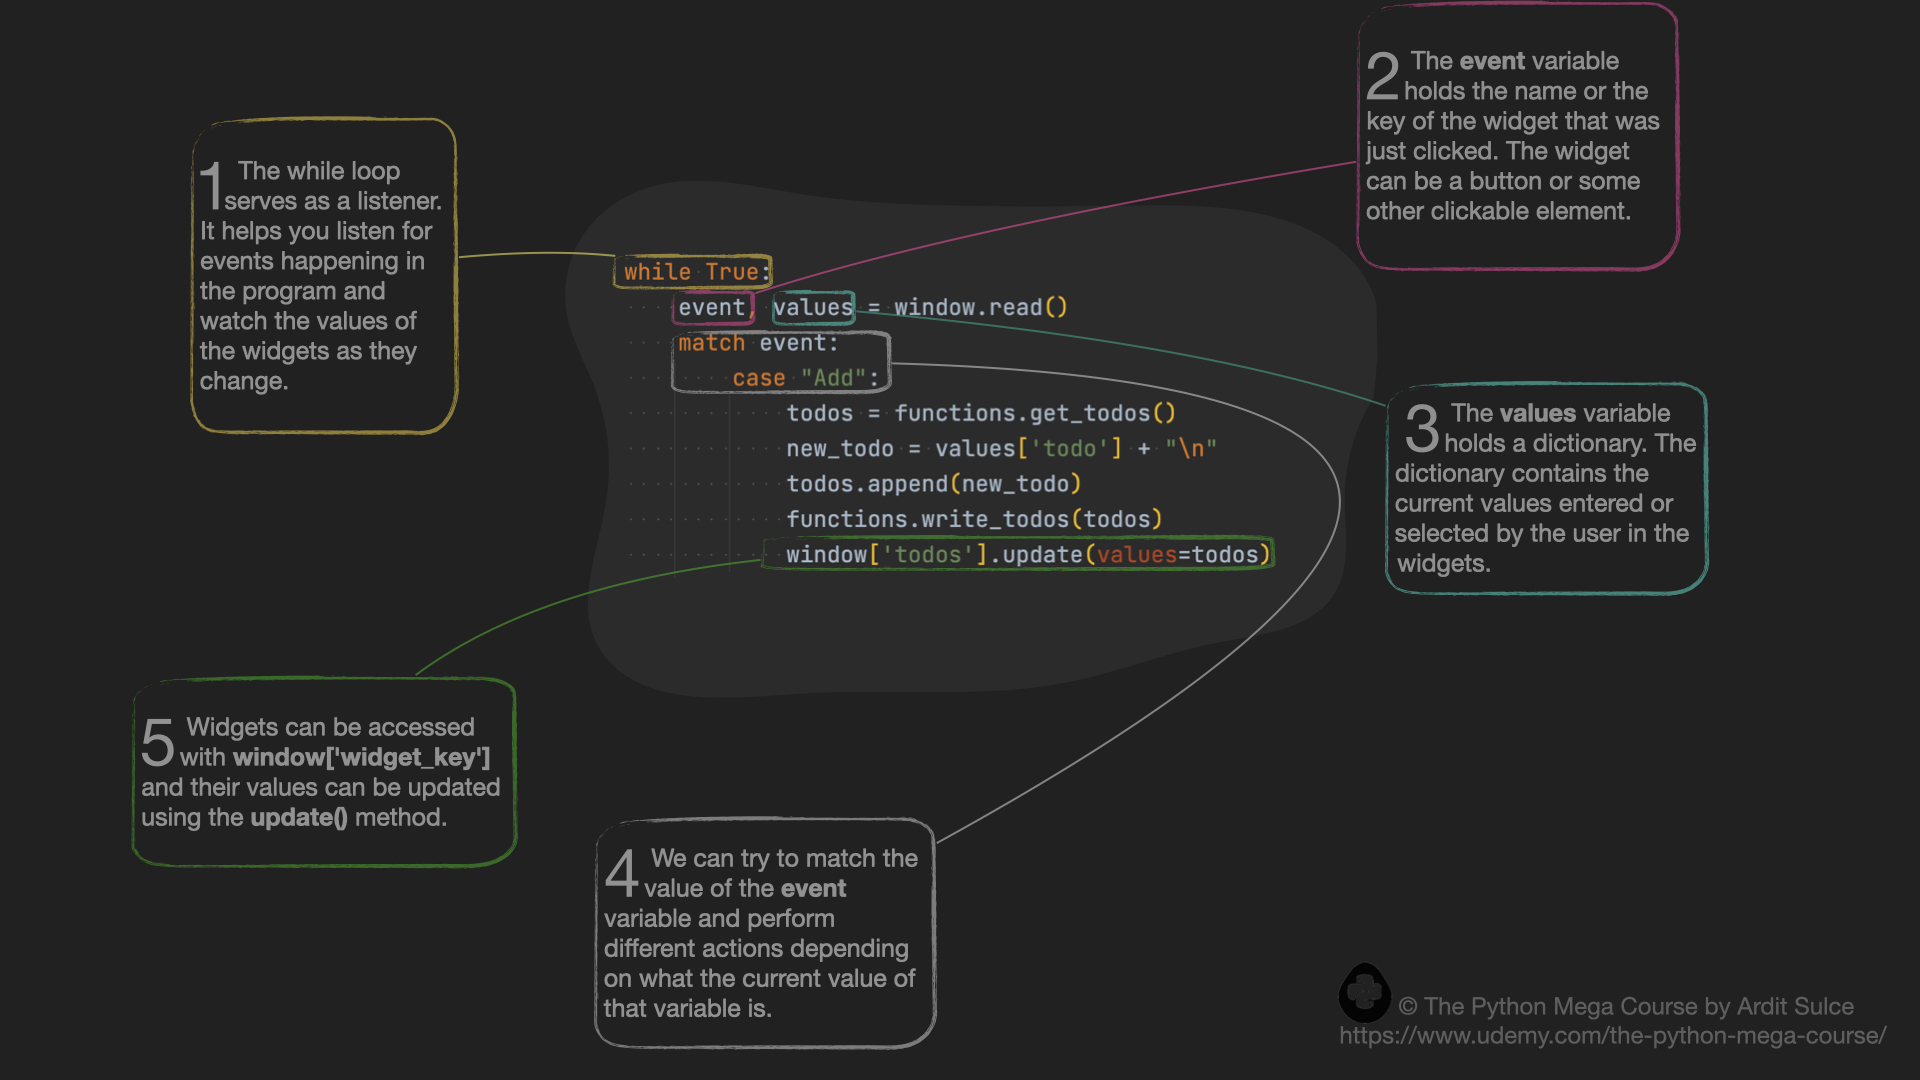 1 The while loop
serves as a listener.
It helps you listen for
events happening in
the program and
watch the values of
the widgets as they
change.
2 The event variable
holds the name or the
key of the widget that was
just clicked. The widget
can be a button or some
other clickable element.
while True:
event, values = window.read()
match event:
case "Add":
todos = functions.get_todos()
new_todo = values['todo'] + "\n"
todos.append(new_todo)
functions.write_todos(todos)
window['todos'].update(values=todos)
3 The values variable
holds a dictionary. The
dictionary contains the
current values entered or
selected by the user in the
widgets.
5 Widgets can be accessed
with window['widget_key']
and their values can be updated
using the update() method.
4 We can try to match the
value of the event
variable and perform
different actions depending
on what the current value of
that variable is.
© The Python Mega Course by Ardit Sulce
https://www.udemy.com/the-python-mega-course/